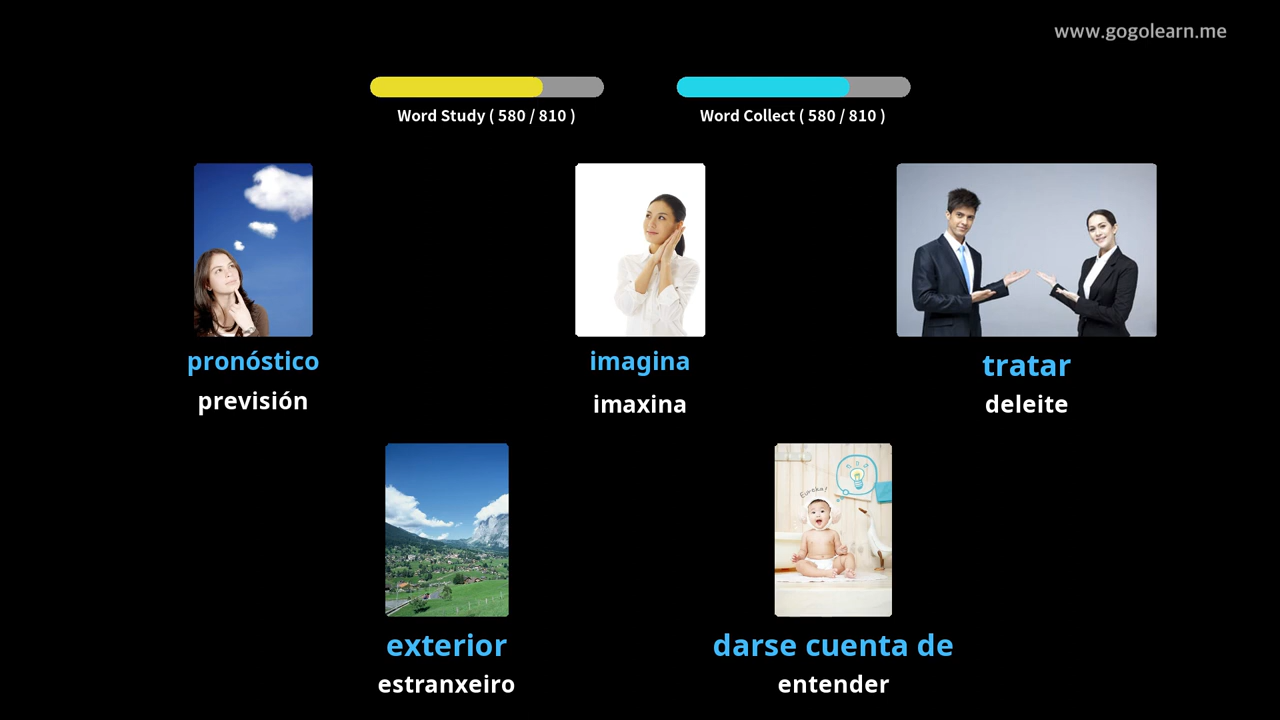 www.gogolearn.me
Word Study ( 580 / 810 )
Word Collect ( 580 / 810 )
pronóstico
previsión
imagina
imaxina
tratar
deleite
Eureka!
exterior
estranxeiro
darse cuenta de
entender